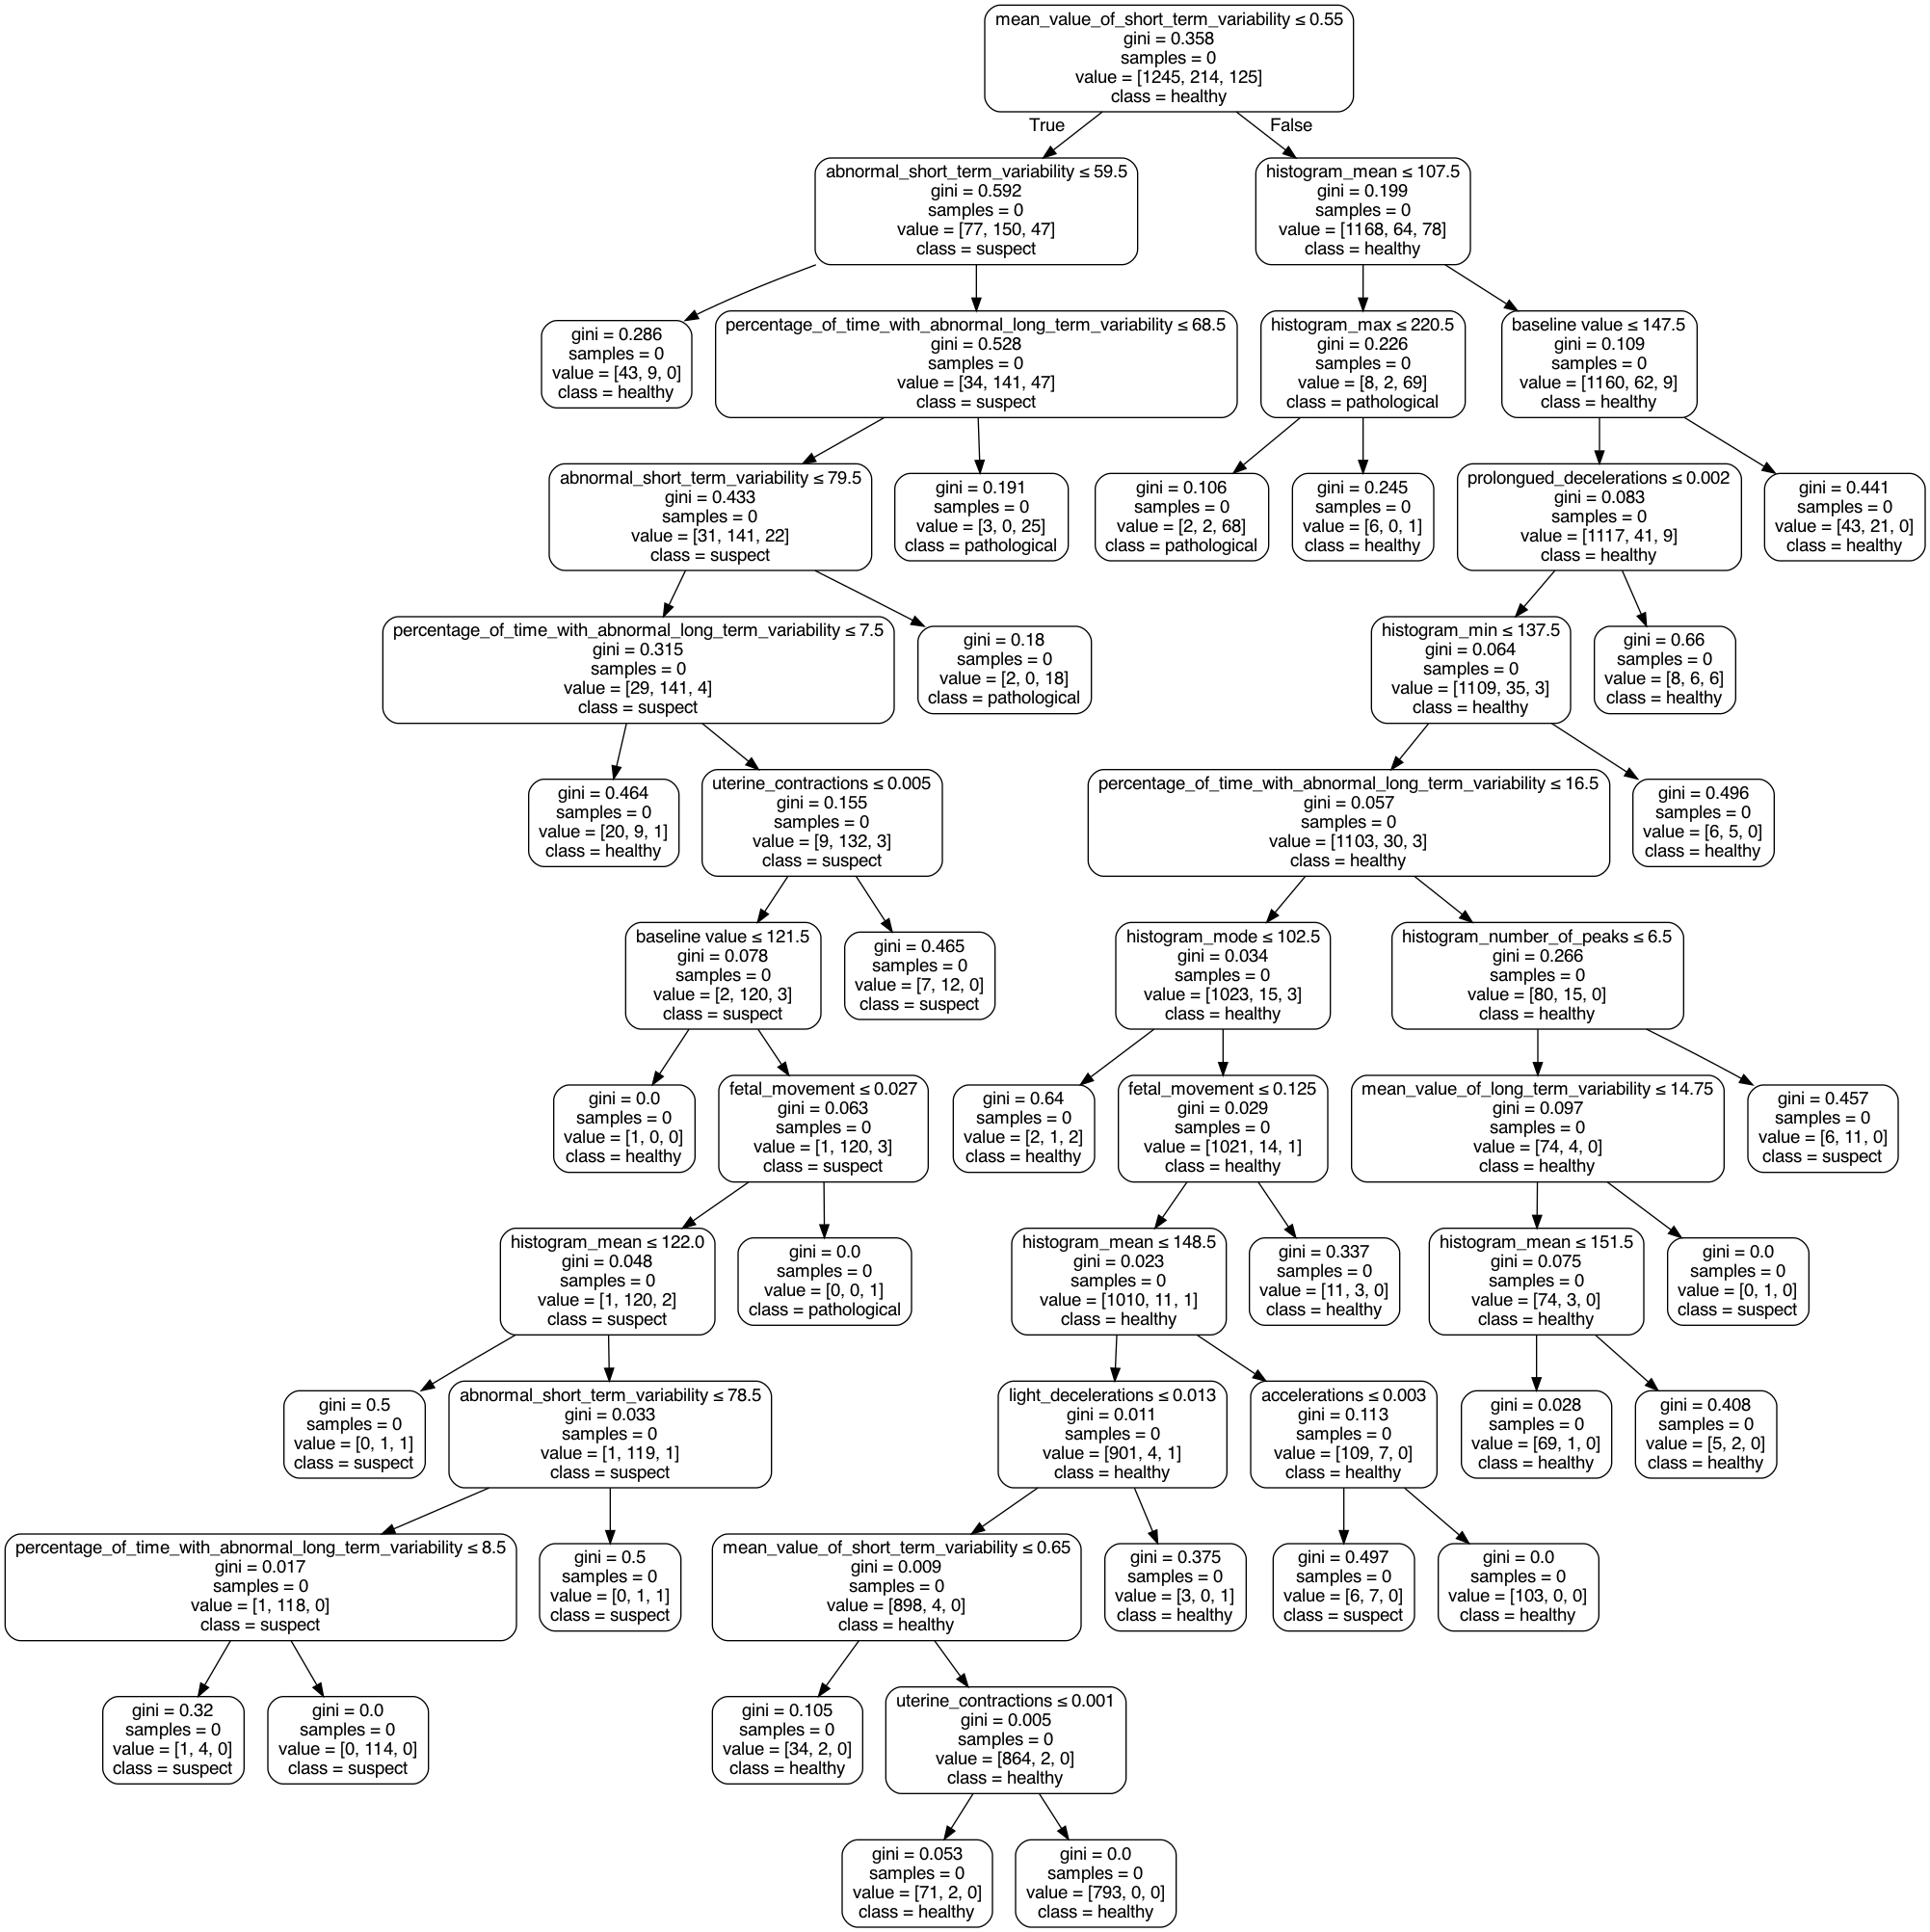 mean_value_of_short_term_variability ≤ 0.55
gini = 0.358
samples = 0
value = [1245, 214, 125]
class = healthy
True
False
abnormal_short_term_variability ≤ 59.5
gini = 0.592
samples = 0
value = [77, 150, 47]
class = suspect
histogram_mean ≤ 107.5
gini = 0.199
samples = 0
value = [1168, 64, 78]
class = healthy
gini = 0.286
samples = 0
value = [43, 9, 0]
class = healthy
percentage_of_time_with_abnormal_long_term_variability ≤ 68.5
gini = 0.528
samples = 0
value = [34, 141, 47]
class = suspect
histogram_max ≤ 220.5
gini = 0.226
samples = 0
value = [8, 2, 69]
class = pathological
baseline value ≤ 147.5
gini = 0.109
samples = 0
value = [1160, 62, 9]
class = healthy
abnormal_short_term_variability ≤ 79.5
gini = 0.433
samples = 0
value = [31, 141, 22]
class = suspect
gini = 0.191
samples = 0
value = [3, 0, 25]
class = pathological
gini = 0.106
samples = 0
value = [2, 2, 68]
class = pathological
gini = 0.245
samples = 0
value = [6, 0, 1]
class = healthy
prolongued_decelerations ≤ 0.002
gini = 0.083
samples = 0
value = [1117, 41, 9]
class = healthy
gini = 0.441
samples = 0
value = [43, 21, 0]
class = healthy
percentage_of_time_with_abnormal_long_term_variability ≤ 7.5
gini = 0.315
samples = 0
value = [29, 141, 4]
class = suspect
gini = 0.18
samples = 0
value = [2, 0, 18]
class = pathological
histogram_min ≤ 137.5
gini = 0.064
samples = 0
value = [1109, 35, 3]
class = healthy
gini = 0.66
samples = 0
value = [8, 6, 6]
class = healthy
gini = 0.464
samples = 0
value = [20, 9, 1]
class = healthy
uterine_contractions ≤ 0.005
gini = 0.155
samples = 0
value = [9, 132, 3]
class = suspect
percentage_of_time_with_abnormal_long_term_variability ≤ 16.5
gini = 0.057
samples = 0
value = [1103, 30, 3]
class = healthy
gini = 0.496
samples = 0
value = [6, 5, 0]
class = healthy
baseline value ≤ 121.5
gini = 0.078
samples = 0
value = [2, 120, 3]
class = suspect
gini = 0.465
samples = 0
value = [7, 12, 0]
class = suspect
histogram_mode ≤ 102.5
gini = 0.034
samples = 0
value = [1023, 15, 3]
class = healthy
histogram_number_of_peaks ≤ 6.5
gini = 0.266
samples = 0
value = [80, 15, 0]
class = healthy
gini = 0.0
samples = 0
value = [1, 0, 0]
class = healthy
fetal_movement ≤ 0.027
gini = 0.063
samples = 0
value = [1, 120, 3]
class = suspect
gini = 0.64
samples = 0
value = [2, 1, 2]
class = healthy
fetal_movement ≤ 0.125
gini = 0.029
samples = 0
value = [1021, 14, 1]
class = healthy
mean_value_of_long_term_variability ≤ 14.75
gini = 0.097
samples = 0
value = [74, 4, 0]
class = healthy
gini = 0.457
samples = 0
value = [6, 11, 0]
class = suspect
histogram_mean ≤ 122.0
gini = 0.048
samples = 0
value = [1, 120, 2]
class = suspect
gini = 0.0
samples = 0
value = [0, 0, 1]
class = pathological
histogram_mean ≤ 148.5
gini = 0.023
samples = 0
value = [1010, 11, 1]
class = healthy
gini = 0.337
samples = 0
value = [11, 3, 0]
class = healthy
histogram_mean ≤ 151.5
gini = 0.075
samples = 0
value = [74, 3, 0]
class = healthy
gini = 0.0
samples = 0
value = [0, 1, 0]
class = suspect
gini = 0.5
samples = 0
value = [0, 1, 1]
class = suspect
abnormal_short_term_variability ≤ 78.5
gini = 0.033
samples = 0
value = [1, 119, 1]
class = suspect
light_decelerations ≤ 0.013
gini = 0.011
samples = 0
value = [901, 4, 1]
class = healthy
accelerations ≤ 0.003
gini = 0.113
samples = 0
value = [109, 7, 0]
class = healthy
gini = 0.028
samples = 0
value = [69, 1, 0]
class = healthy
gini = 0.408
samples = 0
value = [5, 2, 0]
class = healthy
percentage_of_time_with_abnormal_long_term_variability ≤ 8.5
gini = 0.017
samples = 0
value = [1, 118, 0]
class = suspect
gini = 0.5
samples = 0
value = [0, 1, 1]
class = suspect
mean_value_of_short_term_variability ≤ 0.65
gini = 0.009
samples = 0
value = [898, 4, 0]
class = healthy
gini = 0.375
samples = 0
value = [3, 0, 1]
class = healthy
gini = 0.497
samples = 0
value = [6, 7, 0]
class = suspect
gini = 0.0
samples = 0
value = [103, 0, 0]
class = healthy
gini = 0.32
samples = 0
value = [1, 4, 0]
class = suspect
gini = 0.0
samples = 0
value = [0, 114, 0]
class = suspect
gini = 0.105
samples = 0
value = [34, 2, 0]
class = healthy
uterine_contractions ≤ 0.001
gini = 0.005
samples = 0
value = [864, 2, 0]
class = healthy
gini = 0.053
samples = 0
value = [71, 2, 0]
class = healthy
gini = 0.0
samples = 0
value = [793, 0, 0]
class = healthy